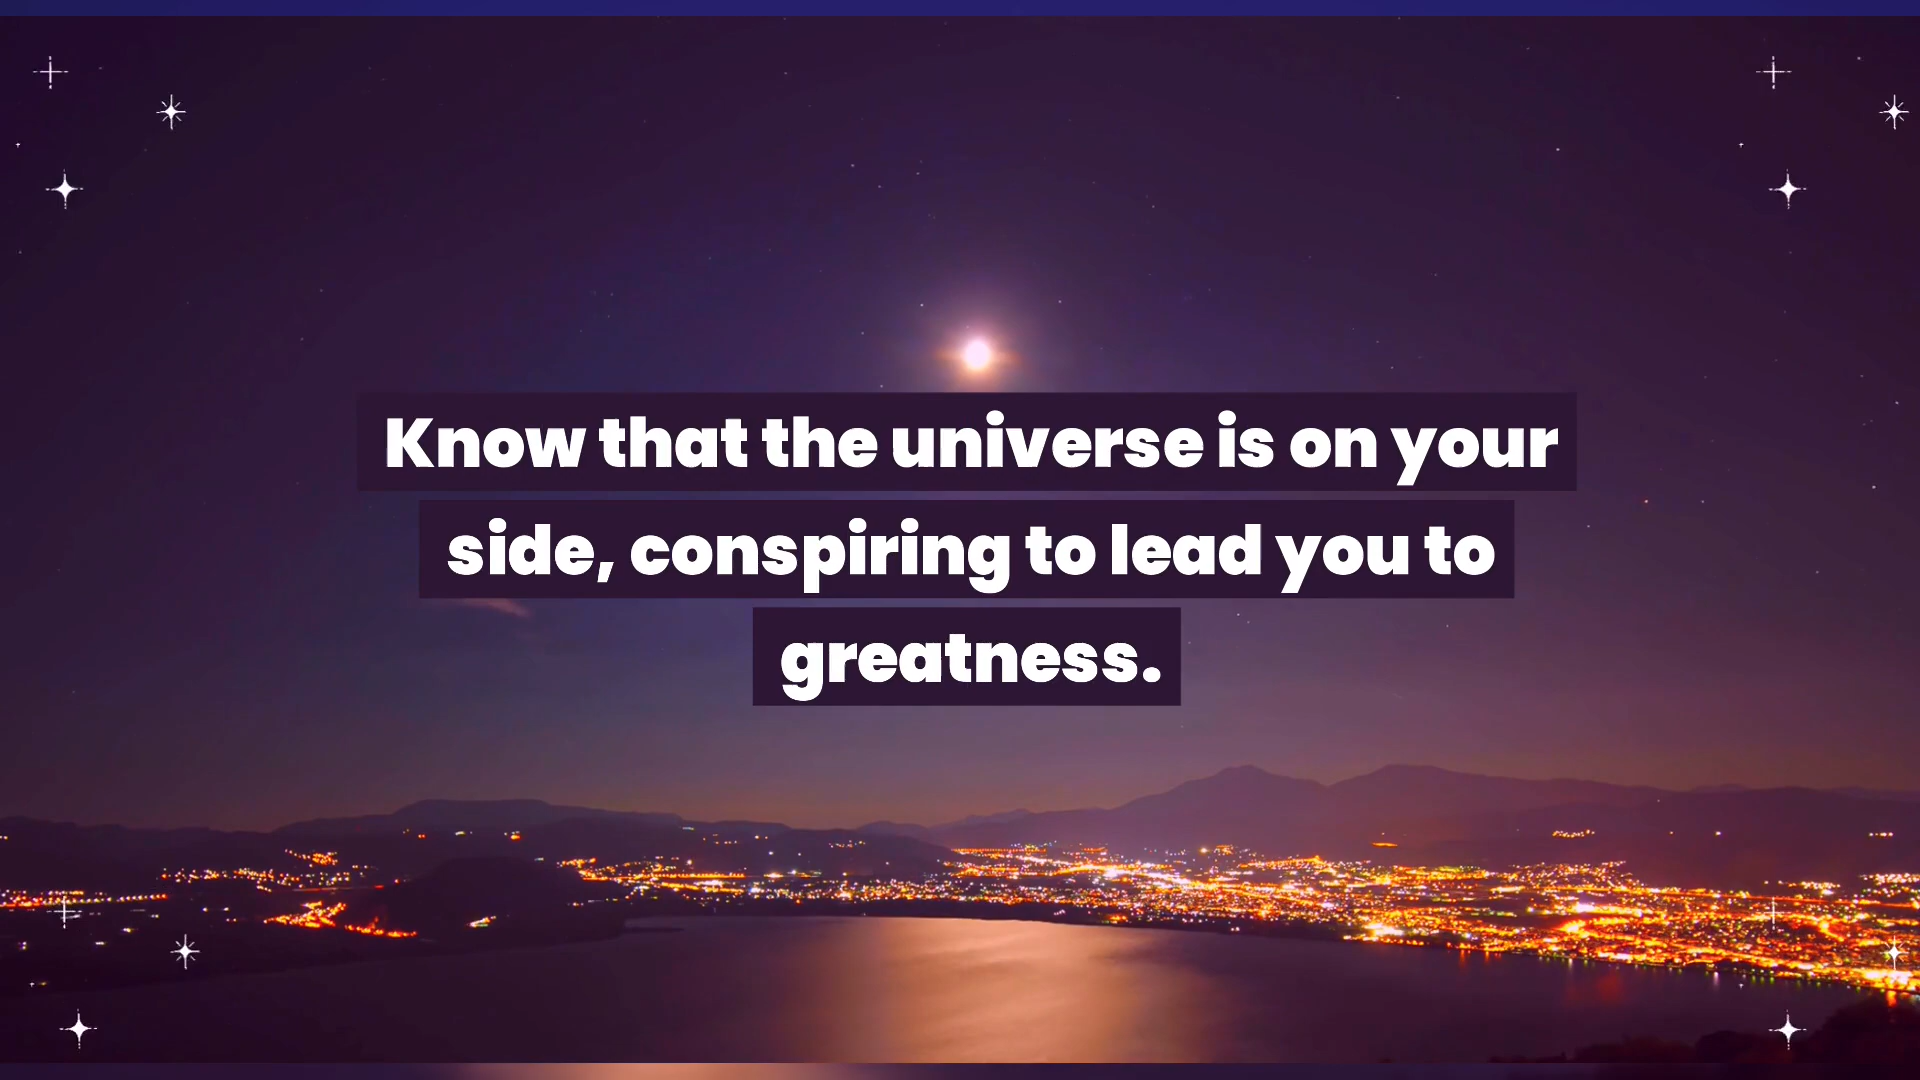 Know that the universe is on your
side, conspiring to lead you to
greatness.